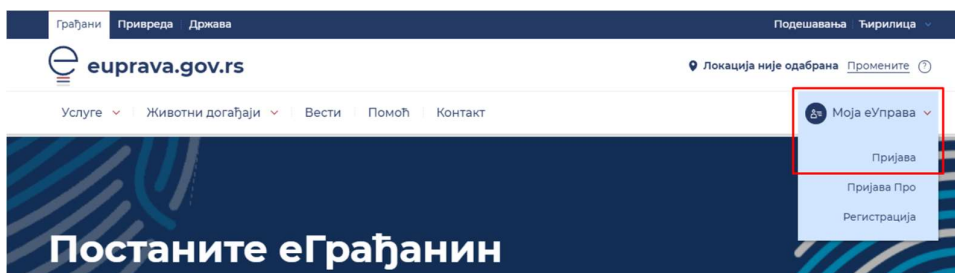 Грађани Привреда Држава Подешавања Ћирилица
euprava.gov.rs Локација није одабрана Промените ?
Услуге Животни догађаји Вести Помоћ Контакт Моја еУправа
Пријава
Пријава Про
Регистрација
Постаните еГрађанин